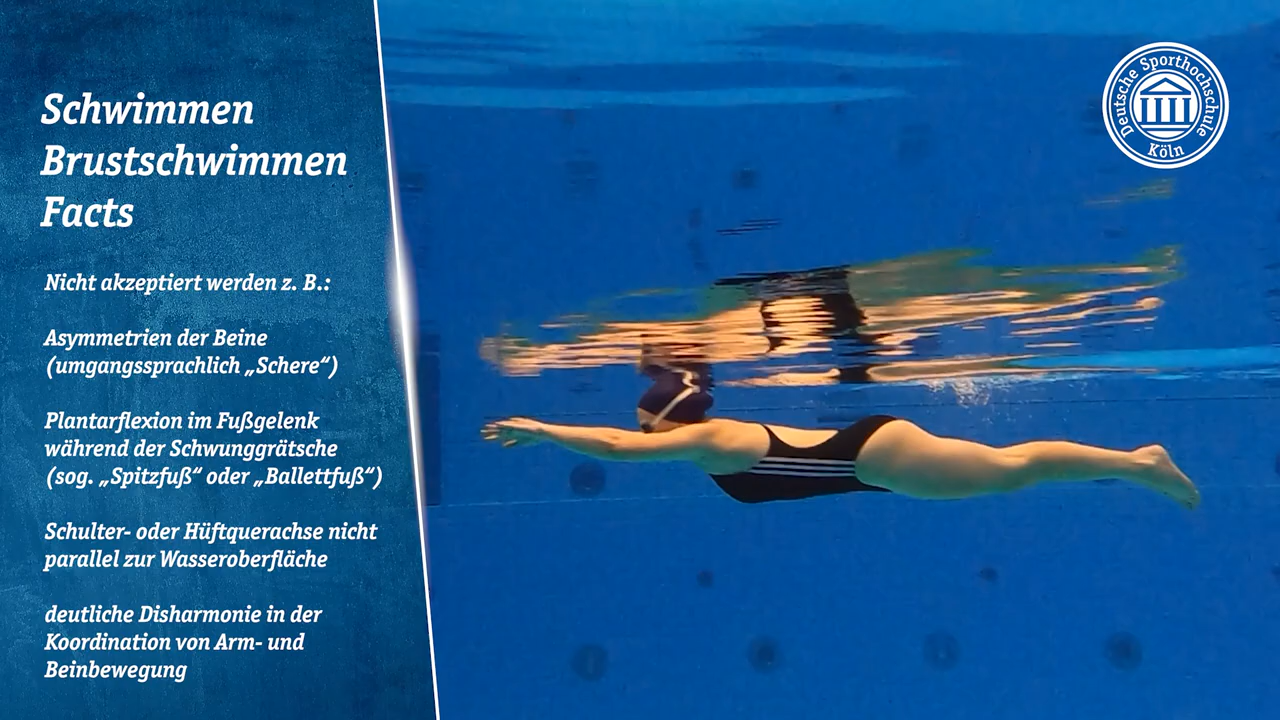 Schwimmen
Brustschwimmen
Facts
Nicht akzeptiert werden z. B.:
Asymmetrien der Beine
(umgangssprachlich „Schere“)
Plantarflexion im Fußgelenk
während der Schwunggrätsche
(sog. „Spitzfuß“ oder „Ballettfuß“)
Schulter- oder Hüftquerachse nicht
parallel zur Wasseroberfläche
deutliche Disharmonie in der
Koordination von Arm- und
Beinbewegung
Deutsche Sporthochschule
Köln